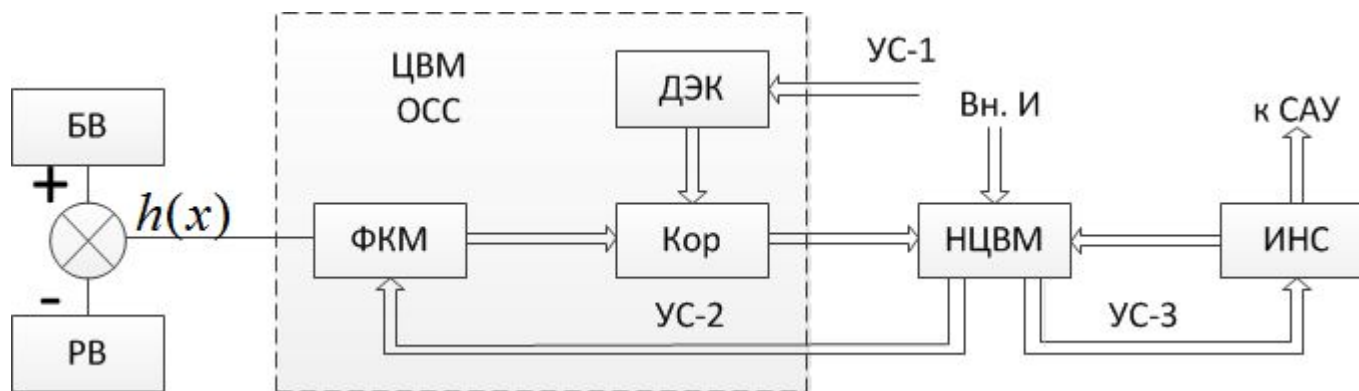 ЦВМ
ОСС
ДЭК
УС-1
Вн. И
к САУ
БВ
+
h(x)
ФКМ
Кор
НЦВМ
ИНС
-
РВ
УС-2
УС-3